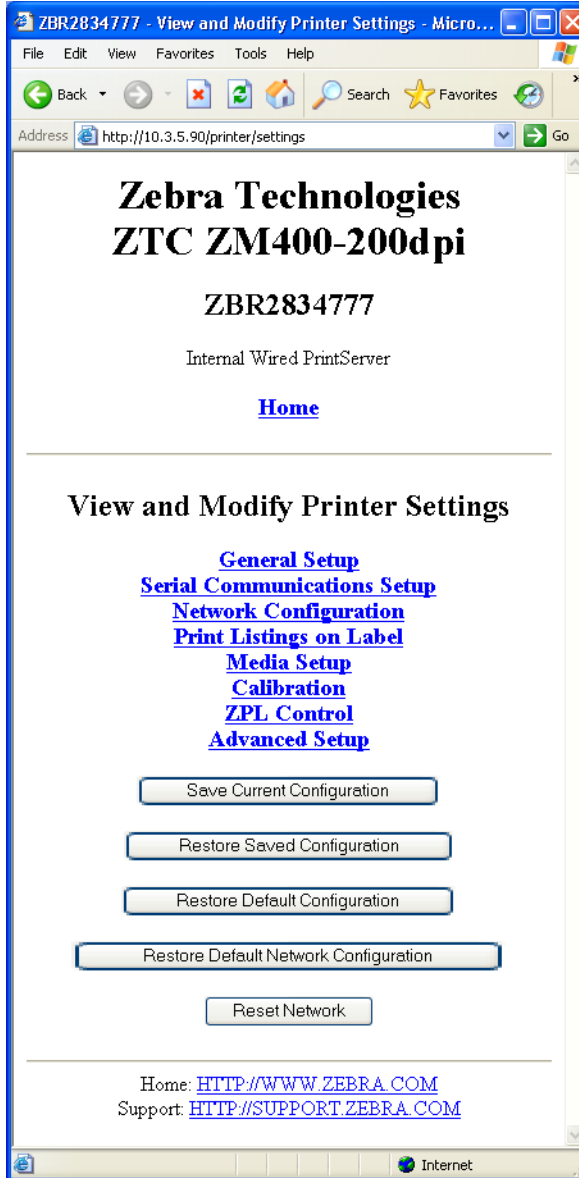 ZBR2834777 - View and Modify Printer Settings - Micro...
File Edit View Favorites Tools Help
Back Search Favorites »
Address http://10.3.5.90/printer/settings Go
Zebra Technologies
ZTC ZM400-200dpi
ZBR2834777
Internal Wired PrintServer
Home
View and Modify Printer Settings
General Setup
Serial Communications Setup
Network Configuration
Print Listings on Label
Media Setup
Calibration
ZPL Control
Advanced Setup
Save Current Configuration
Restore Saved Configuration
Restore Default Configuration
Restore Default Network Configuration
Reset Network
Home: HTTP://WWW.ZEBRA.COM
Support: HTTP://SUPPORT.ZEBRA.COM
Internet